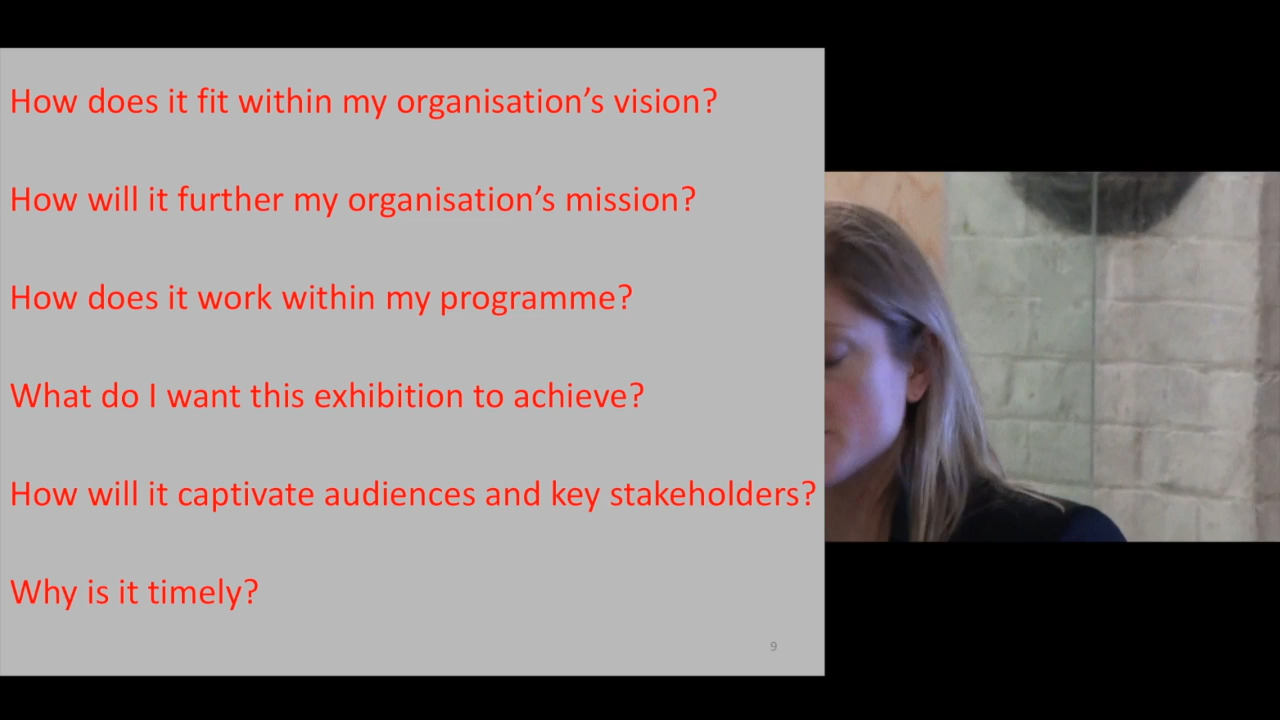 How does it fit within my organisation’s vision?
How will it further my organisation’s mission?
How does it work within my programme?
What do I want this exhibition to achieve?
How will it captivate audiences and key stakeholders?
Why is it timely?
9